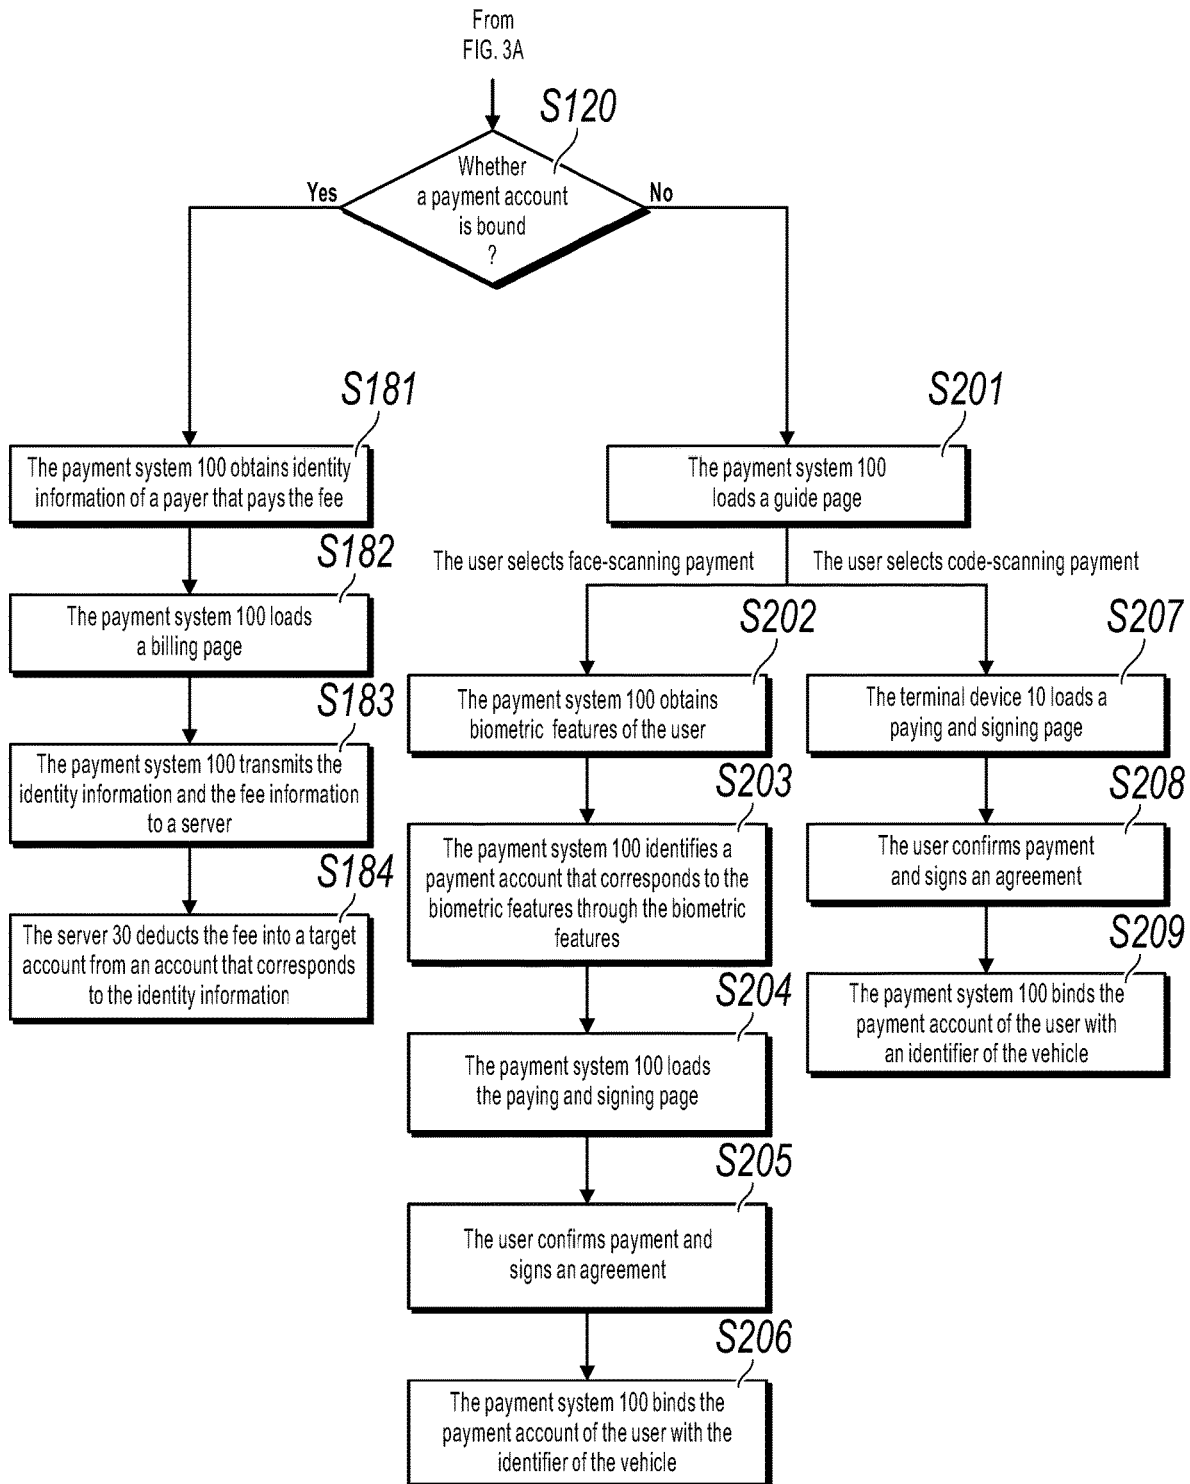 From
FIG. 3A
S120
Whether
a payment account
is bound
?
Yes
No
S181
The payment system 100 obtains identity
information of a payer that pays the fee
S182
The payment system 100 loads
a billing page
S183
The payment system 100 transmits the
identity information and the fee information
to a server
S184
The server 30 deducts the fee into a target
account from an account that corresponds
to the identity information
S201
The payment system 100
loads a guide page
The user selects face-scanning payment
The user selects code-scanning payment
S202
The payment system 100 obtains
biometric features of the user
S203
The payment system 100 identifies a
payment account that corresponds to the
biometric features through the biometric
features
S204
The payment system 100 loads
the paying and signing page
S205
The user confirms payment and
signs an agreement
S206
The payment system 100 binds the
payment account of the user with the
identifier of the vehicle
S207
The terminal device 10 loads a
paying and signing page
S208
The user confirms payment
and signs an agreement
S209
The payment system 100 binds the
payment account of the user with
an identifier of the vehicle